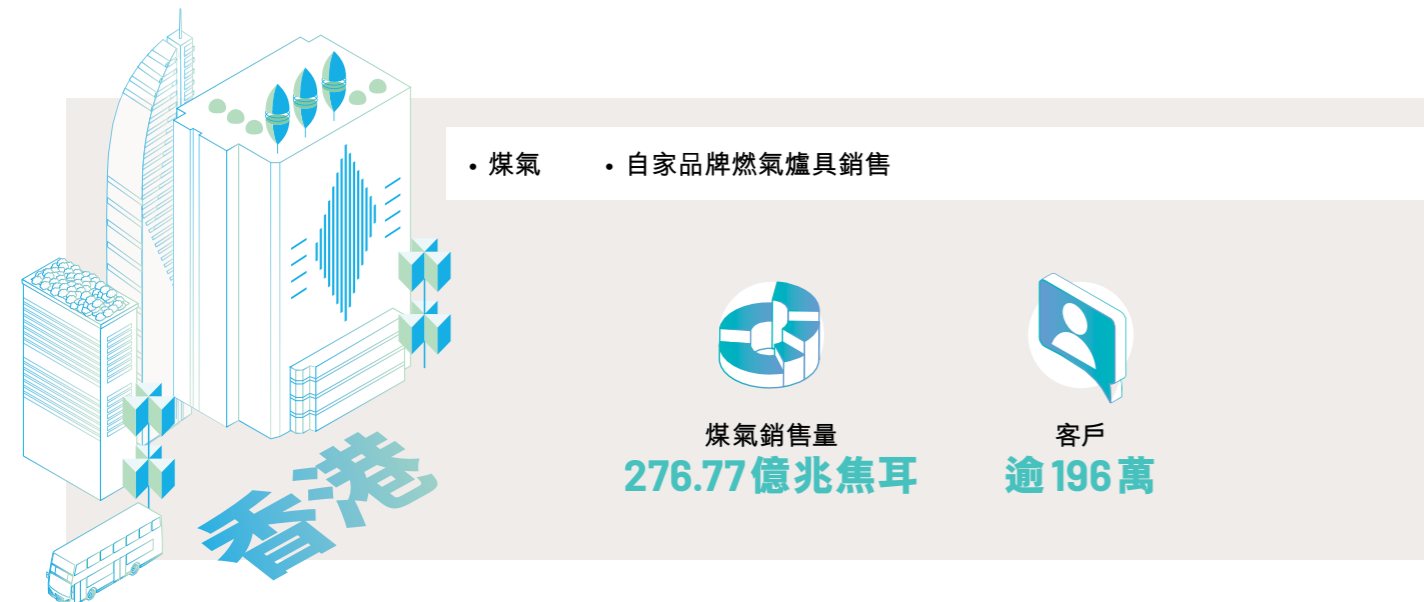 • 煤氣 • 自家品牌燃氣爐具銷售
煤氣銷售量
276.77億兆焦耳
客戶
逾196萬
香港